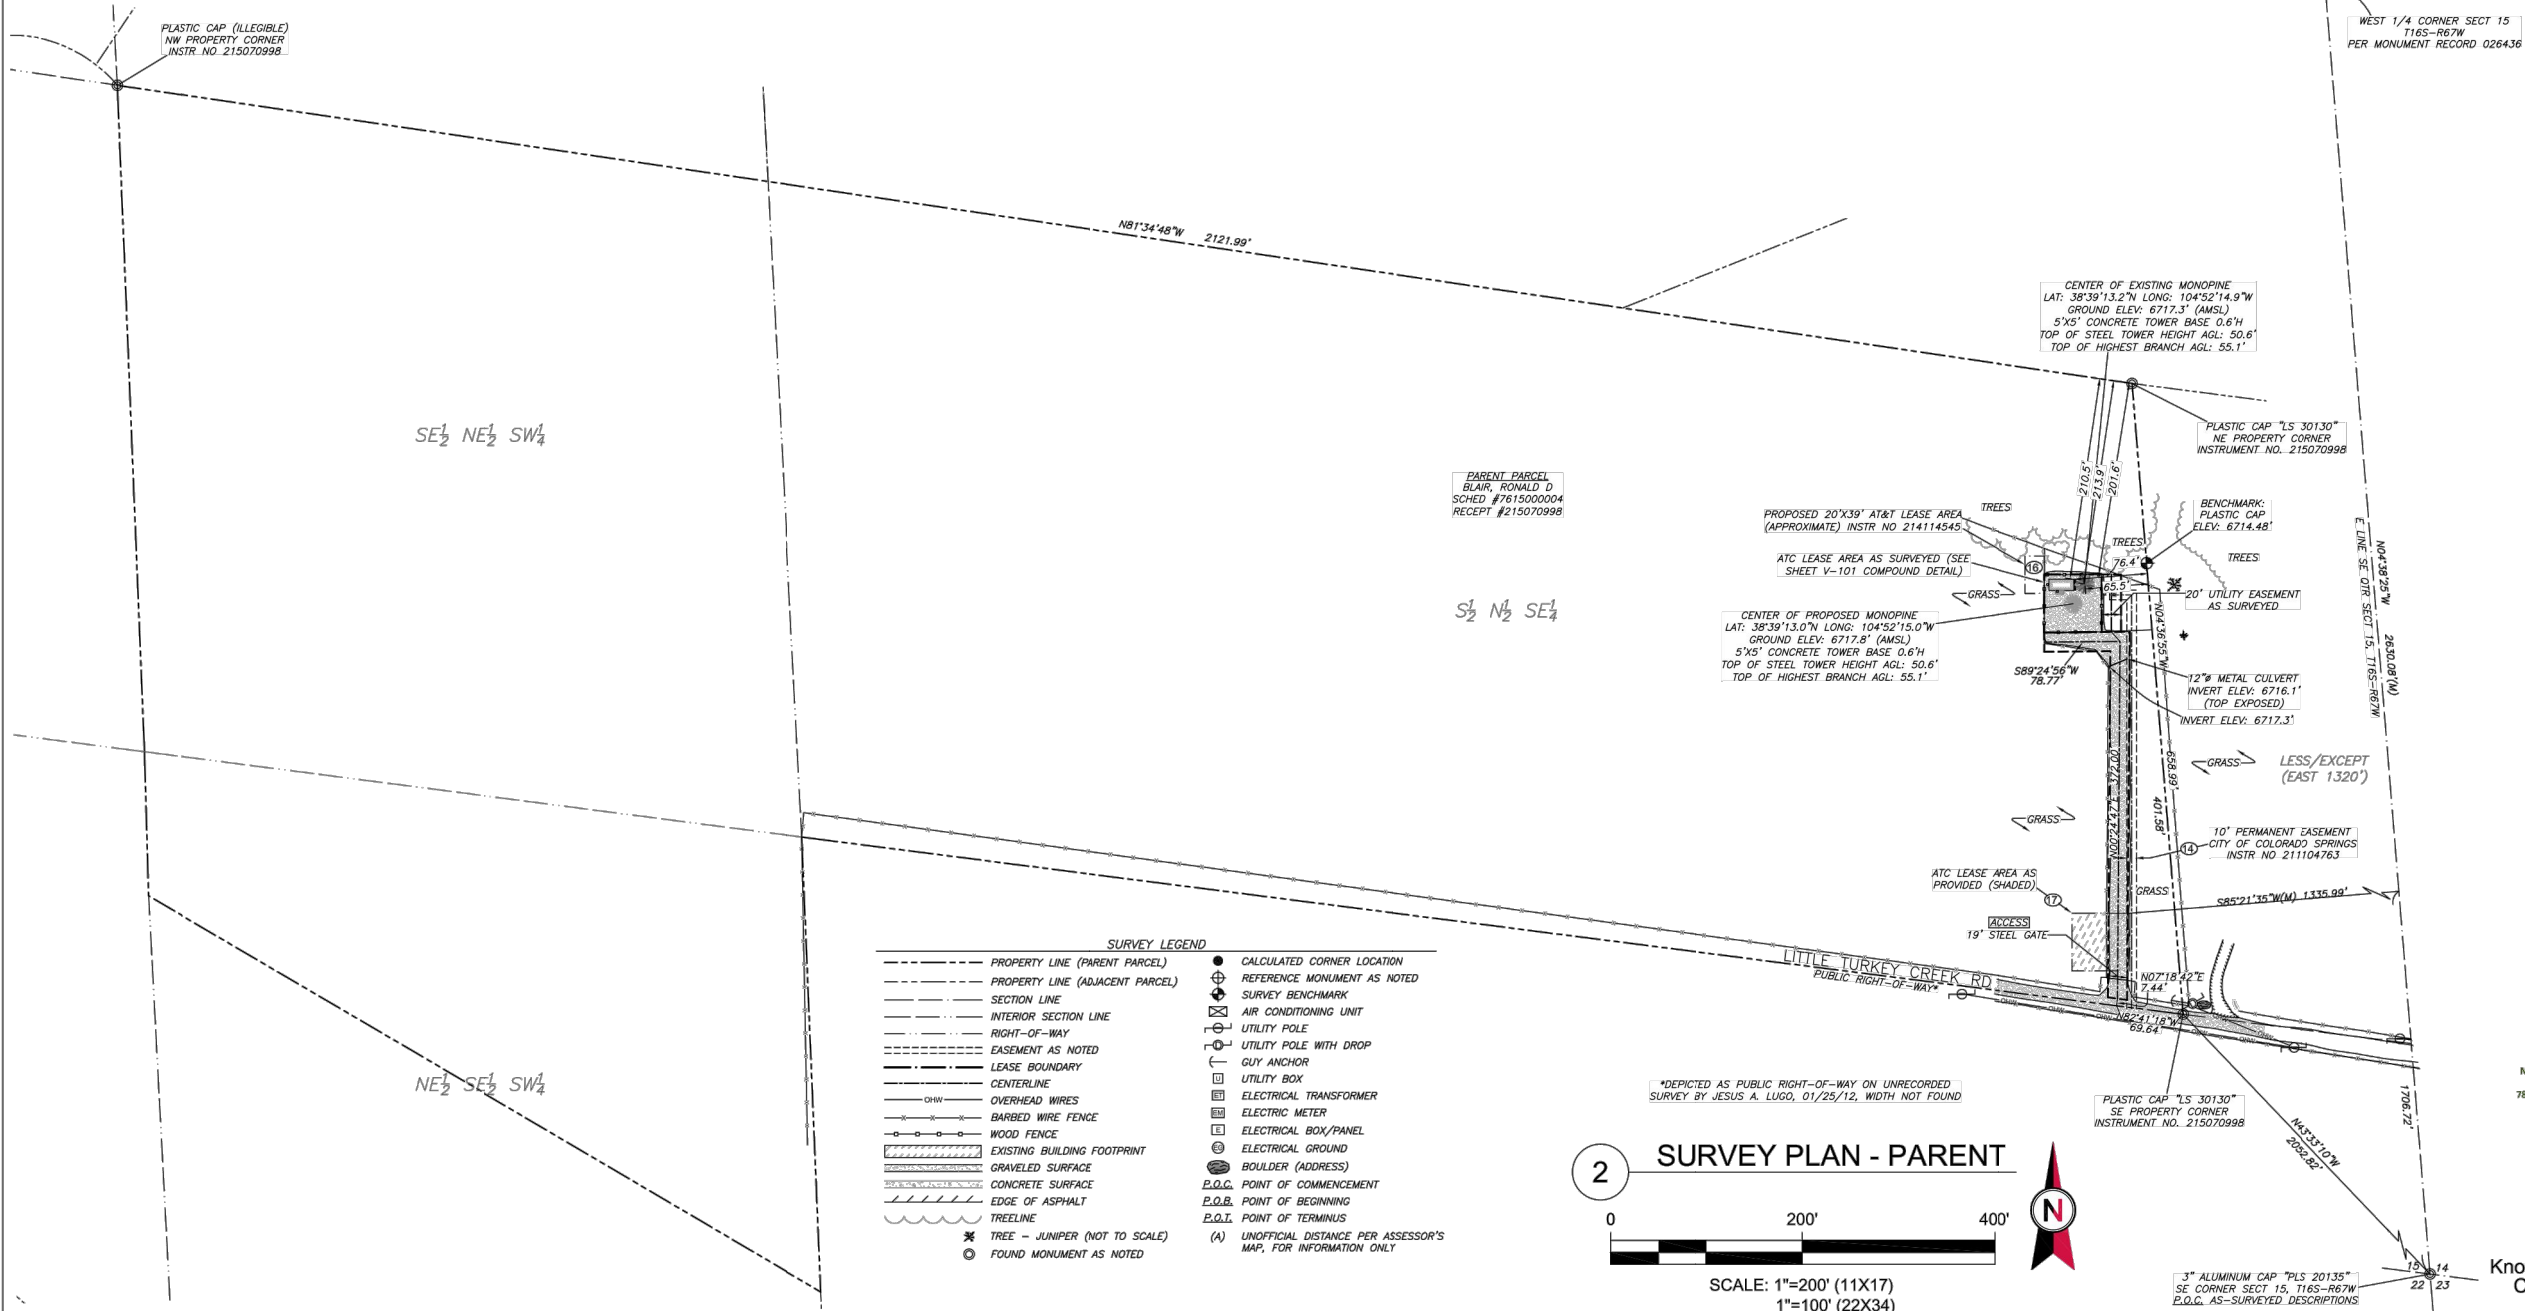 PLASTIC CAP (ILLEGIBLE)
NW PROPERTY CORNER
INSTR NO 215070998
WEST 1/4 CORNER SECT 15
T16S-R67W
PER MONUMENT RECORD 026436
N81°34'48"W 2121.99'
CENTER OF EXISTING MONOPINE
LAT: 38°39'13.2"N LONG: 104°52'14.9"W
GROUND ELEV: 6717.3' (AMSL)
5'X5' CONCRETE TOWER BASE 0.6'H
TOP OF STEEL TOWER HEIGHT AGL: 50.6'
TOP OF HIGHEST BRANCH AGL: 55.1'
PLASTIC CAP "LS 30130"
NE PROPERTY CORNER
INSTRUMENT NO. 215070998
210.5'
213.9'
201.6'
SE½ NE½ SW¼
PARENT PARCEL
BLAIR, RONALD D
SCHED #7615000004
RECEPT #215070998
TREES
PROPOSED 20'X39' AT&T LEASE AREA
(APPROXIMATE) INSTR NO 214114545
BENCHMARK:
PLASTIC CAP
ELEV: 6714.48'
TREES
TREES
ATC LEASE AREA AS SURVEYED (SEE
SHEET V-101 COMPOUND DETAIL)
16
76.4'
65.5'
GRASS
20' UTILITY EASEMENT
AS SURVEYED
N04°38'25"W 2630.08'(M)
E LINE SE QTR SECT 15, T16S-R67W
S½ N½ SE¼
CENTER OF PROPOSED MONOPINE
LAT: 38°39'13.0"N LONG: 104°52'15.0"W
GROUND ELEV: 6717.8' (AMSL)
5'X5' CONCRETE TOWER BASE 0.6'H
TOP OF STEEL TOWER HEIGHT AGL: 50.6'
TOP OF HIGHEST BRANCH AGL: 55.1'
N04°36'55"W
658.99'
S89°24'56"W
78.77'
12"ø METAL CULVERT
INVERT ELEV: 6716.1'
(TOP EXPOSED)
INVERT ELEV: 6717.3'
GRASS
LESS/EXCEPT
(EAST 1320')
N00°24'47"E 372.00'
401.58'
GRASS
10' PERMANENT EASEMENT
CITY OF COLORADO SPRINGS
INSTR NO 211104763
14
ATC LEASE AREA AS
PROVIDED (SHADED)
17
GRASS
S85°21'35"W(M) 1335.99'
ACCESS
19' STEEL GATE
LITTLE TURKEY CREEK RD
PUBLIC RIGHT-OF-WAY*
N07°18'42"E
7.44'
N82°41'18"W
69.64'
OHW
NE½ SE½ SW¼
SURVEY LEGEND
PROPERTY LINE (PARENT PARCEL)
PROPERTY LINE (ADJACENT PARCEL)
SECTION LINE
INTERIOR SECTION LINE
RIGHT-OF-WAY
EASEMENT AS NOTED
LEASE BOUNDARY
CENTERLINE
OHW OVERHEAD WIRES
BARBED WIRE FENCE
WOOD FENCE
EXISTING BUILDING FOOTPRINT
GRAVELED SURFACE
CONCRETE SURFACE
EDGE OF ASPHALT
TREELINE
TREE - JUNIPER (NOT TO SCALE)
FOUND MONUMENT AS NOTED
CALCULATED CORNER LOCATION
REFERENCE MONUMENT AS NOTED
SURVEY BENCHMARK
AIR CONDITIONING UNIT
UTILITY POLE
UTILITY POLE WITH DROP
GUY ANCHOR
U UTILITY BOX
ET ELECTRICAL TRANSFORMER
EM ELECTRIC METER
E ELECTRICAL BOX/PANEL
EG ELECTRICAL GROUND
BOULDER (ADDRESS)
P.O.C. POINT OF COMMENCEMENT
P.O.B. POINT OF BEGINNING
P.O.T. POINT OF TERMINUS
(A) UNOFFICIAL DISTANCE PER ASSESSOR'S
MAP, FOR INFORMATION ONLY
*DEPICTED AS PUBLIC RIGHT-OF-WAY ON UNRECORDED
SURVEY BY JESUS A. LUGO, 01/25/12, WIDTH NOT FOUND
PLASTIC CAP "LS 30130"
SE PROPERTY CORNER
INSTRUMENT NO. 215070998
1706.72'
N43°33'10"W
2052.82'
2 SURVEY PLAN - PARENT
0 200' 400'
N
SCALE: 1"=200' (11X17)
1"=100' (22X34)
15 14
22 23
3" ALUMINUM CAP "PLS 20135"
SE CORNER SECT 15, T16S-R67W
P.O.C. AS-SURVEYED DESCRIPTIONS
78
Kno